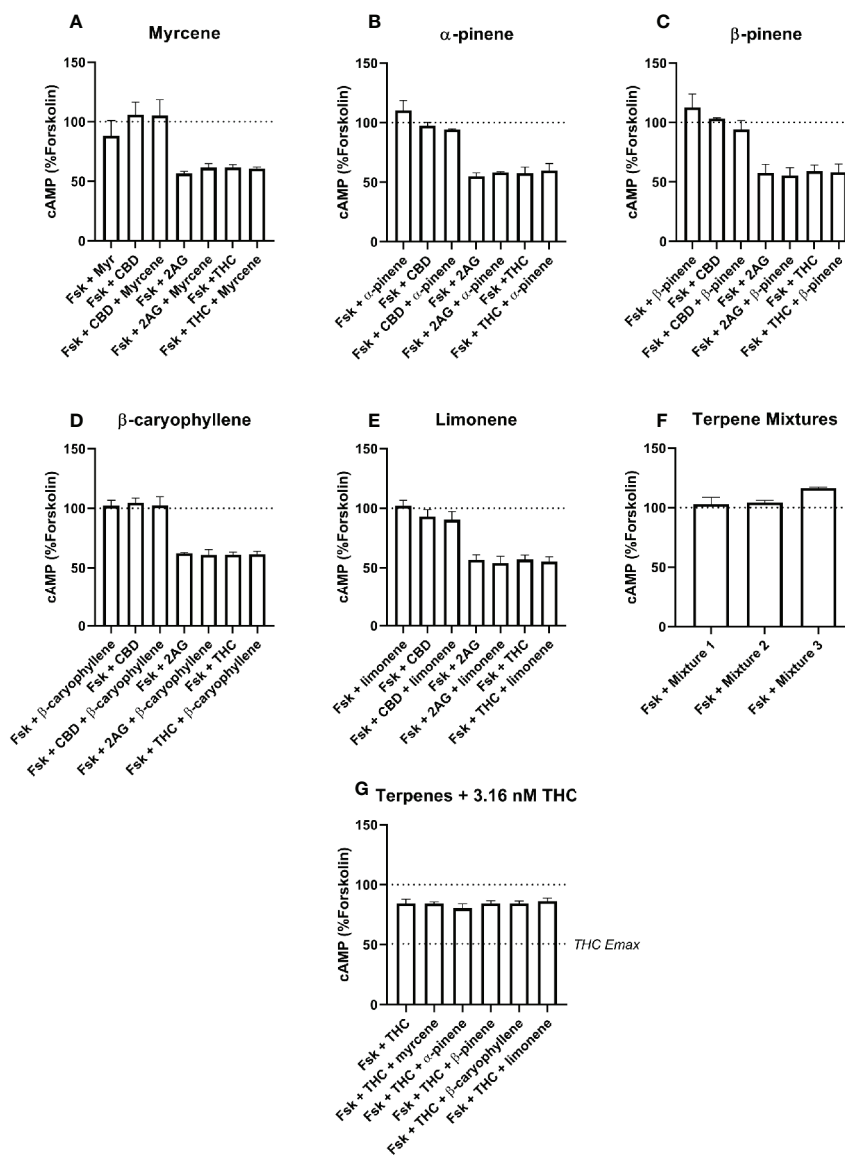 A
Myrcene
cAMP (%Forskolin)
150
100
50
0
Fsk + Myr
Fsk + CBD
Fsk + CBD + Myrcene
Fsk + 2AG
Fsk + 2AG + Myrcene
Fsk +THC
Fsk + THC + Myrcene
B
α-pinene
cAMP (%Forskolin)
150
100
50
0
Fsk + α-pinene
Fsk + CBD
Fsk + CBD + α-pinene
Fsk + 2AG
Fsk + 2AG + α-pinene
Fsk +THC
Fsk + THC + α-pinene
C
β-pinene
cAMP (%Forskolin)
150
100
50
0
Fsk + β-pinene
Fsk + CBD
Fsk + CBD + β-pinene
Fsk + 2AG
Fsk + 2AG + β-pinene
Fsk + THC
Fsk + THC + β-pinene
D
β-caryophyllene
cAMP (%Forskolin)
150
100
50
0
Fsk + β-caryophyllene
Fsk + CBD
Fsk + CBD + β-caryophyllene
Fsk + 2AG
Fsk + 2AG + β-caryophyllene
Fsk + THC
Fsk + THC + β-caryophyllene
E
Limonene
cAMP (%Forskolin)
150
100
50
0
Fsk + limonene
Fsk + CBD
Fsk + CBD + limonene
Fsk + 2AG
Fsk + 2AG + limonene
Fsk + THC
Fsk + THC + limonene
F
Terpene Mixtures
cAMP (%Forskolin)
150
100
50
0
Fsk + Mixture 1
Fsk + Mixture 2
Fsk + Mixture 3
G
Terpenes + 3.16 nM THC
cAMP (%Forskolin)
150
100
50
0
THC Emax
Fsk + THC
Fsk + THC + myrcene
Fsk + THC + α-pinene
Fsk + THC + β-pinene
Fsk + THC + β-caryophyllene
Fsk + THC + limonene